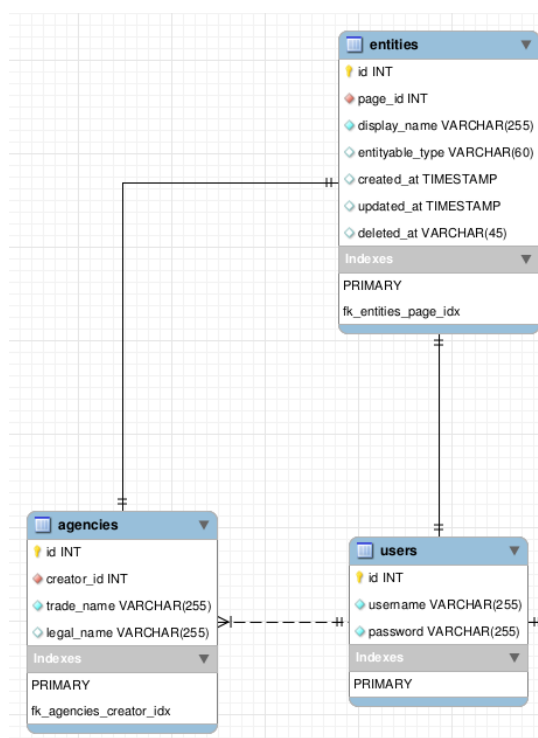 entities
id INT
page_id INT
display_name VARCHAR(255)
entityable_type VARCHAR(60)
created_at TIMESTAMP
updated_at TIMESTAMP
deleted_at VARCHAR(45)
Indexes
PRIMARY
fk_entities_page_idx
agencies
id INT
creator_id INT
trade_name VARCHAR(255)
legal_name VARCHAR(255)
Indexes
PRIMARY
fk_agencies_creator_idx
users
id INT
username VARCHAR(255)
password VARCHAR(255)
Indexes
PRIMARY